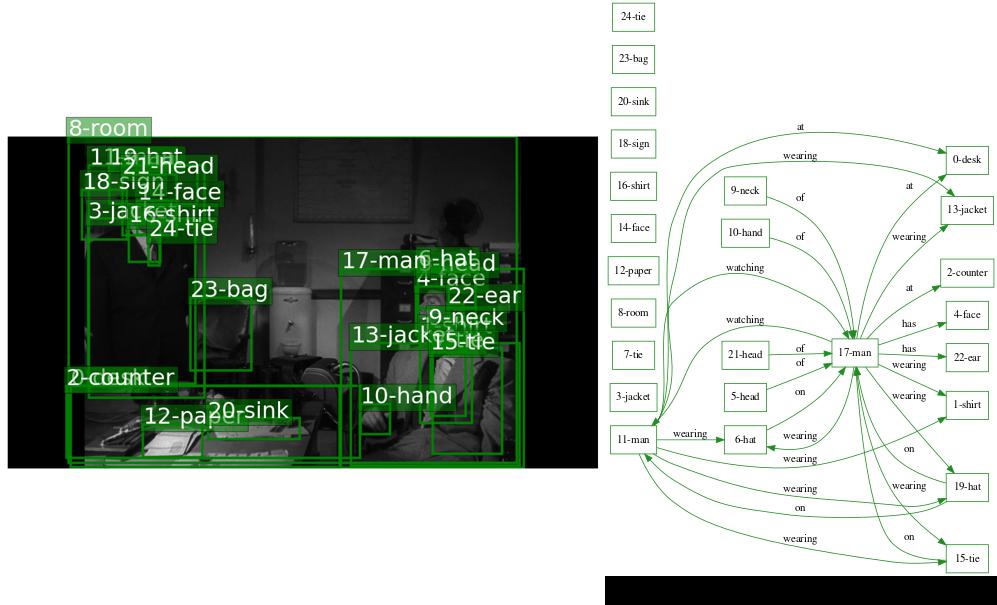 8-room
21-head
18-sign
14-face
3-jacket
16-shirt
24-tie
23-bag
17-man
6-hat
4-face
22-ear
9-neck
13-jacket
15-tie
2-counter
10-hand
12-paper
20-sink
24-tie
23-bag
20-sink
18-sign
16-shirt
14-face
12-paper
8-room
7-tie
3-jacket
11-man
9-neck
10-hand
21-head
5-head
6-hat
17-man
0-desk
13-jacket
2-counter
4-face
22-ear
1-shirt
19-hat
15-tie
at
wearing
of
of
watching
watching
of
of
on
wearing
wearing
wearing
wearing
on
wearing
at
wearing
at
has
has
wearing
wearing
on
wearing
on